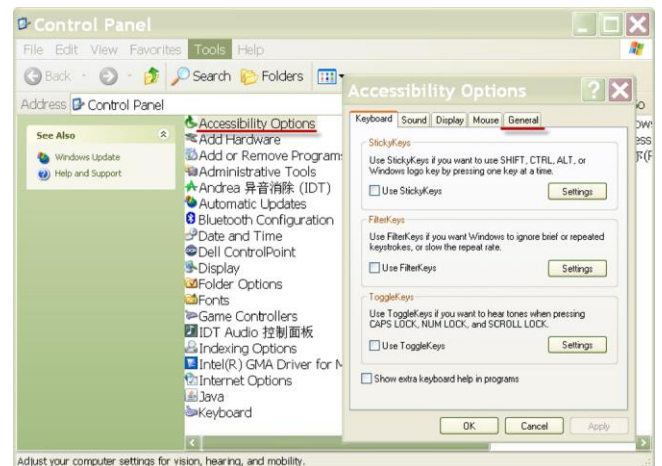 Control Panel
File Edit View Favorites Tools Help
Back Search Folders
Address Control Panel
See Also
Windows Update
Help and Support
Accessibility Options
Add Hardware
Add or Remove Program
Administrative Tools
Andrea 异音消除 (IDT)
Automatic Updates
Bluetooth Configuration
Date and Time
Dell ControlPoint
Display
Folder Options
Fonts
Game Controllers
IDT Audio 控制面板
Indexing Options
Intel(R) GMA Driver for M
Internet Options
Java
Keyboard
Accessibility Options
Keyboard Sound Display Mouse General
StickyKeys
Use StickyKeys if you want to use SHIFT, CTRL, ALT, or
Windows logo key by pressing one key at a time.
Use StickyKeys Settings
FilterKeys
Use FilterKeys if you want Windows to ignore brief or repeated
keystrokes, or slow the repeat rate.
Use FilterKeys Settings
ToggleKeys
Use ToggleKeys if you want to hear tones when pressing
CAPS LOCK, NUM LOCK, and SCROLL LOCK.
Use ToggleKeys Settings
Show extra keyboard help in programs
OK Cancel Apply
Adjust your computer settings for vision, hearing, and mobility.